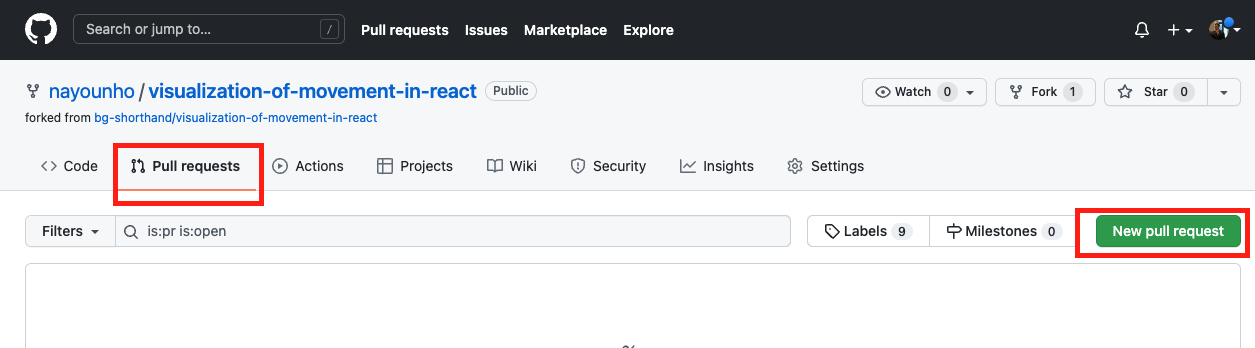 Search or jump to... / Pull requests Issues Marketplace Explore
nayounho / visualization-of-movement-in-react Public Watch 0 Fork 1 Star 0
forked from bg-shorthand/visualization-of-movement-in-react
Code Pull requests Actions Projects Wiki Security Insights Settings
Filters is:pr is:open Labels 9 Milestones 0 New pull request